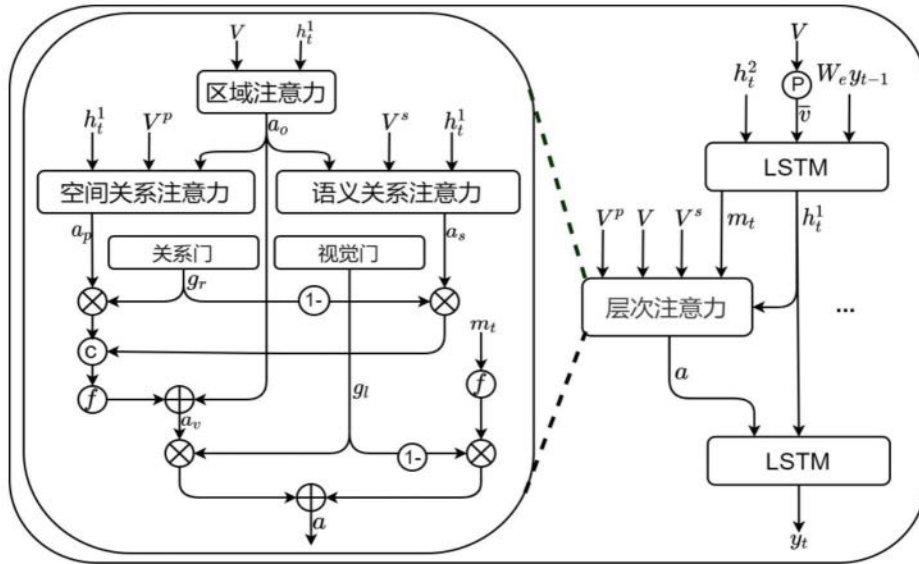 V h_t^1
区域注意力
a_o
h_t^1 V^p V^s h_t^1
空间关系注意力 语义关系注意力
a_p a_s
关系门 视觉门
g_r
1-
m_t
c
f
f
g_l
a_v
1-
a
V
h_t^2 P W_e y_{t-1}
\overline{v}
LSTM
V^p V V^s m_t h_t^1
层次注意力
...
a
LSTM
y_t